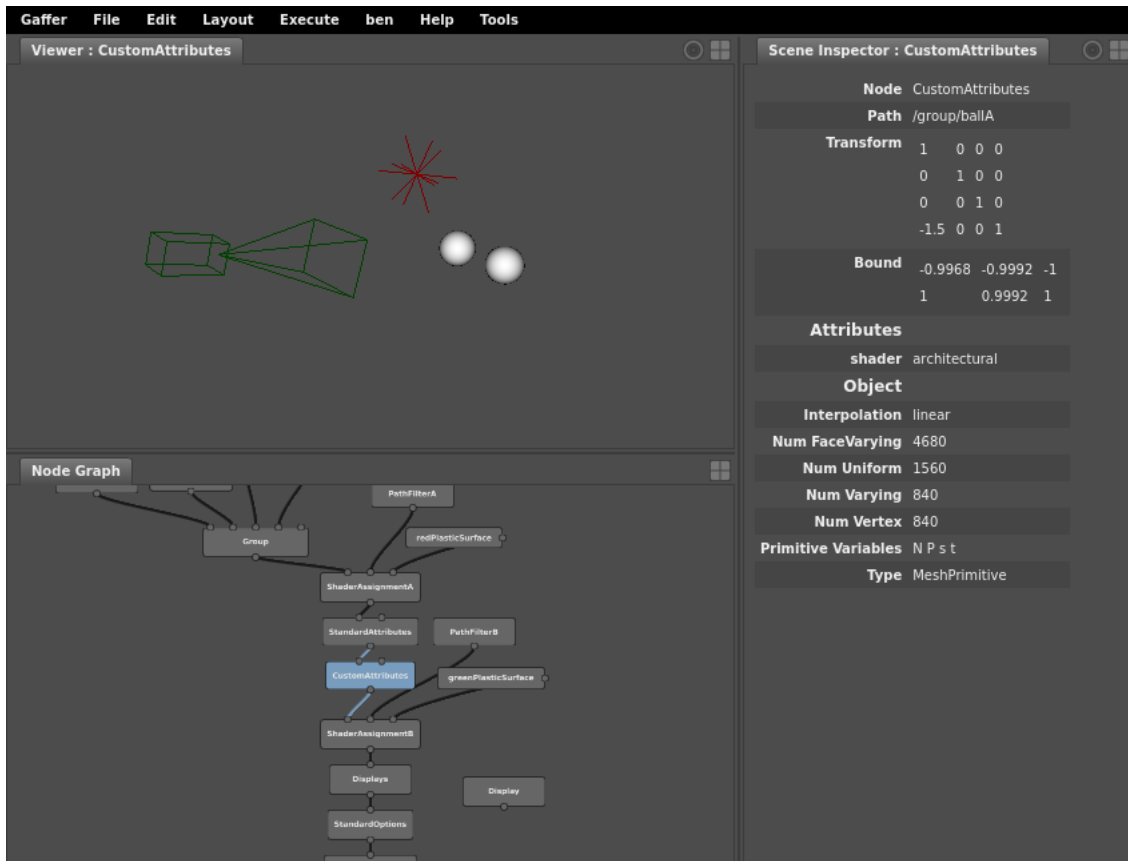 Gaffer File Edit Layout Execute ben Help Tools
Viewer : CustomAttributes
Scene Inspector : CustomAttributes
Node CustomAttributes
Path /group/ballA
Transform 1 0 0 0
0 1 0 0
0 0 1 0
-1.5 0 0 1
Bound -0.9968 -0.9992 -1
1 0.9992 1
Attributes
shader architectural
Object
Interpolation linear
Num FaceVarying 4680
Num Uniform 1560
Num Varying 840
Num Vertex 840
Primitive Variables N P s t
Type MeshPrimitive
Node Graph
PathFilterA
Group
redPlasticSurface
ShaderAssignmentA
StandardAttributes
PathFilterB
CustomAttributes
greenPlasticSurface
ShaderAssignmentB
Displays
Display
StandardOptions